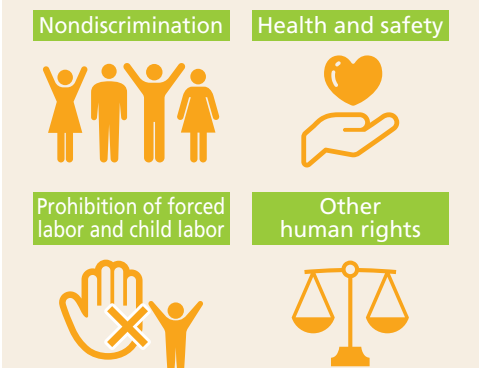 Nondiscrimination
Health and safety
Prohibition of forced
labor and child labor
Other
human rights